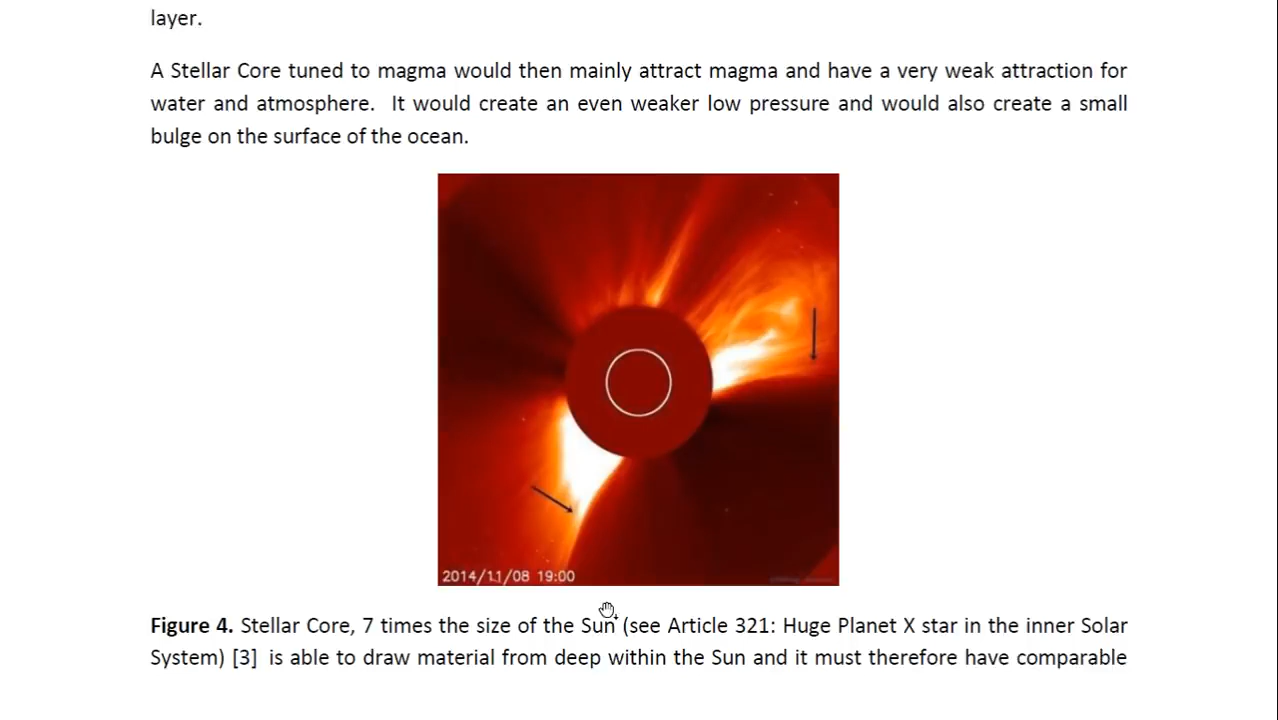 layer.
A Stellar Core tuned to magma would then mainly attract magma and have a very weak attraction for
water and atmosphere. It would create an even weaker low pressure and would also create a small
bulge on the surface of the ocean.
2014/11/08 19:00
Figure 4. Stellar Core, 7 times the size of the Sun (see Article 321: Huge Planet X star in the inner Solar
System) [3] is able to draw material from deep within the Sun and it must therefore have comparable